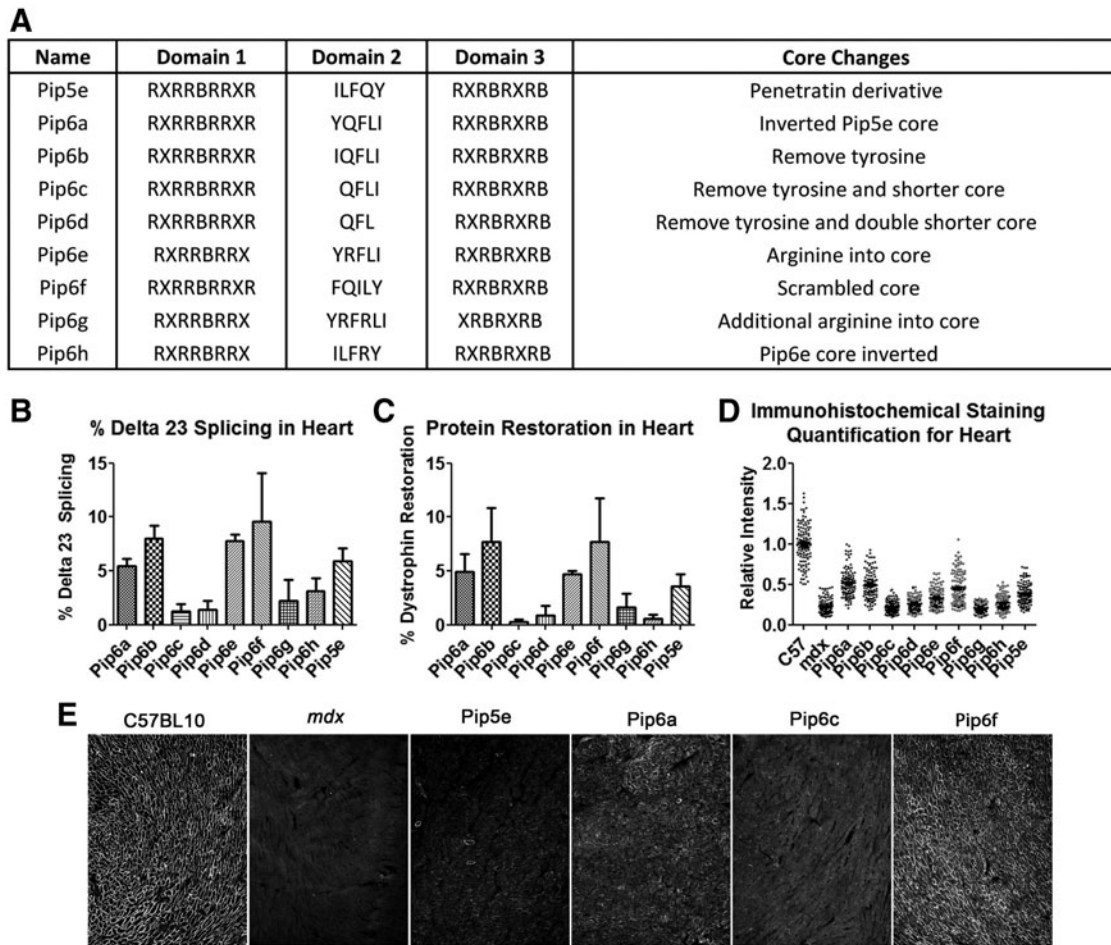 A
Name Domain 1 Domain 2 Domain 3 Core Changes
Pip5e RXRRBRRXR ILFQY RXRBRXRB Penetratin derivative
Pip6a RXRRBRRXR YQFLI RXRBRXRB Inverted Pip5e core
Pip6b RXRRBRRXR IQFLI RXRBRXRB Remove tyrosine
Pip6c RXRRBRRXR QFLI RXRBRXRB Remove tyrosine and shorter core
Pip6d RXRRBRRXR QFL RXRBRXRB Remove tyrosine and double shorter core
Pip6e RXRRBRRX YRFLI RXRBRXRB Arginine into core
Pip6f RXRRBRRXR FQILY RXRBRXRB Scrambled core
Pip6g RXRRBRRX YRFRLI XRBRXRB Additional arginine into core
Pip6h RXRRBRRX ILFRY RXRBRXRB Pip6e core inverted
B
% Delta 23 Splicing in Heart
% Delta 23 Splicing
15
10
5
0
Pip6a Pip6b Pip6c Pip6d Pip6e Pip6f Pip6g Pip6h Pip5e
C
Protein Restoration in Heart
% Dystrophin Restoration
15
10
5
0
Pip6a Pip6b Pip6c Pip6d Pip6e Pip6f Pip6g Pip6h Pip5e
D
Immunohistochemical Staining
Quantification for Heart
Relative Intensity
2.0
1.5
1.0
0.5
0.0
C57 mdx Pip6a Pip6b Pip6c Pip6d Pip6e Pip6f Pip6g Pip6h Pip5e
E
C57BL10 mdx Pip5e Pip6a Pip6c Pip6f